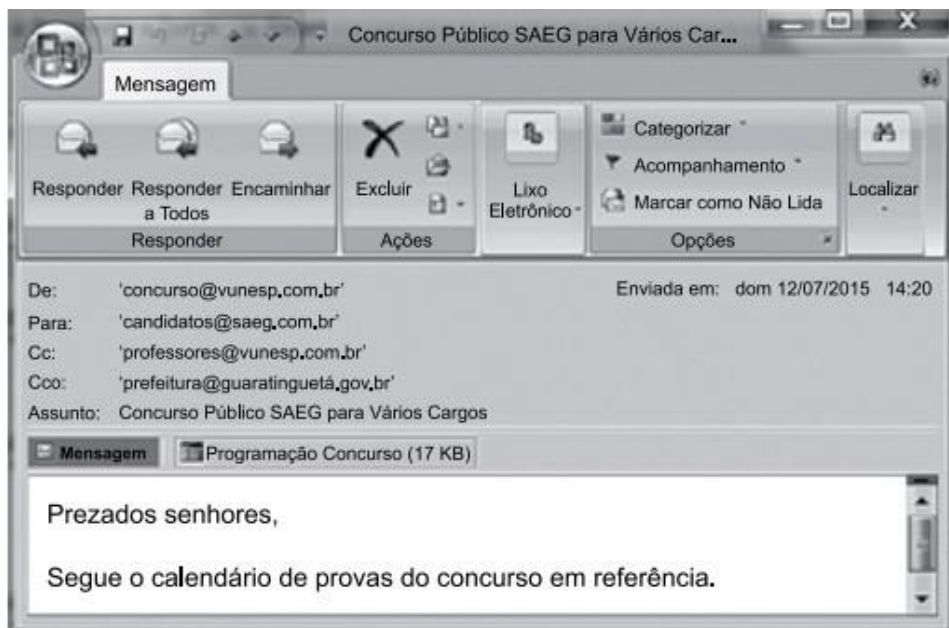 Concurso Público SAEG para Vários Car...
Mensagem
Responder Responder a Todos Encaminhar
Excluir
Lixo Eletrônico
Categorizar
Acompanhamento
Marcar como Não Lida
Localizar
Responder Ações Opções
De: 'concurso@vunesp.com.br' Enviada em: dom 12/07/2015 14:20
Para: 'candidatos@saeg.com.br'
Cc: 'professores@vunesp.com.br'
Cco: 'prefeitura@guaratinguetá.gov.br'
Assunto: Concurso Público SAEG para Vários Cargos
Mensagem Programação Concurso (17 KB)
Prezados senhores,
Segue o calendário de provas do concurso em referência.